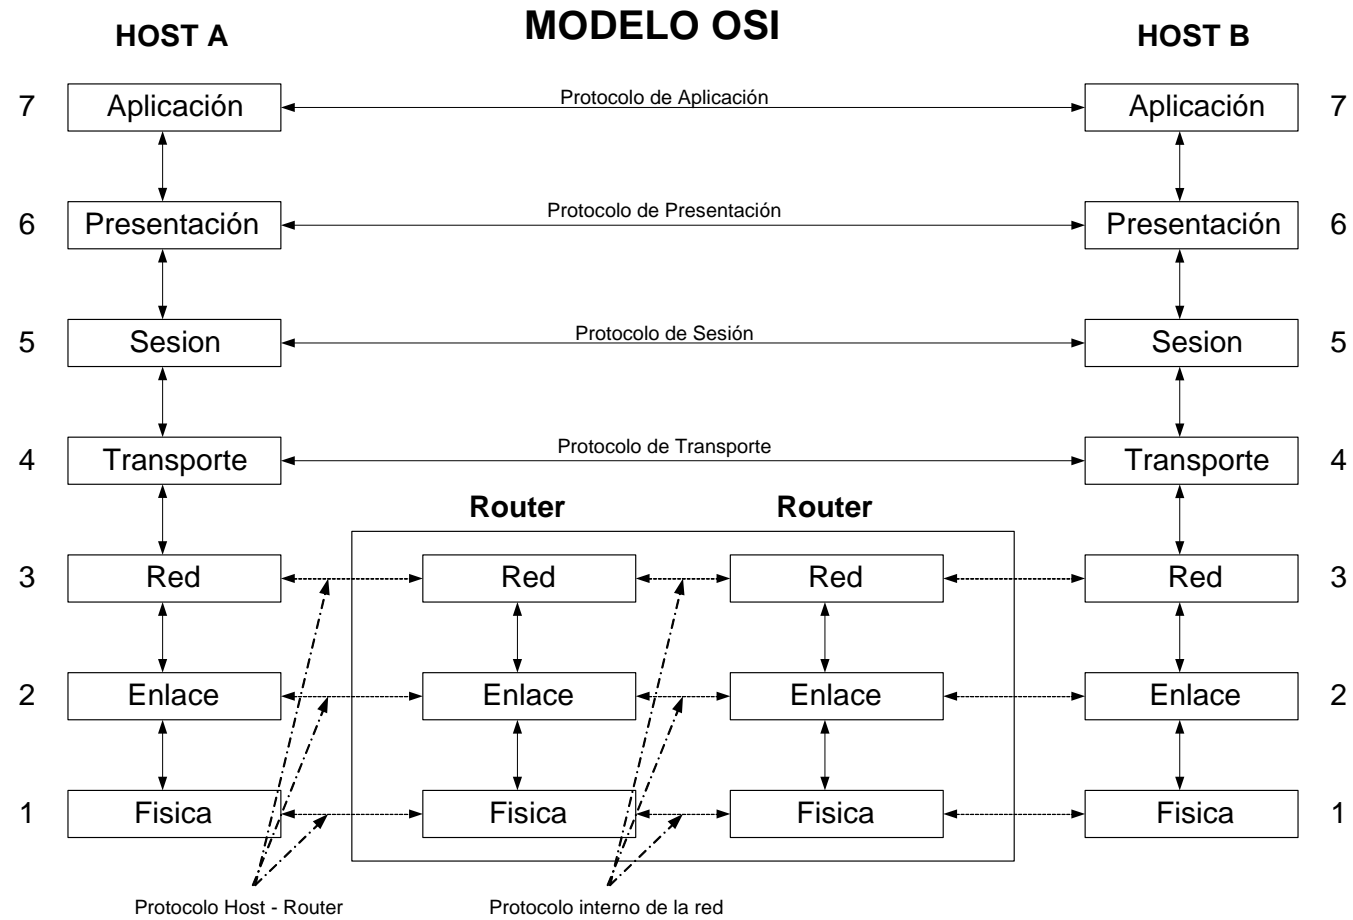 MODELO OSI
HOST A
HOST B
7 Aplicación Protocolo de Aplicación Aplicación 7
6 Presentación Protocolo de Presentación Presentación 6
5 Sesion Protocolo de Sesión Sesion 5
4 Transporte Protocolo de Transporte Transporte 4
Router Router
3 Red Red Red Red 3
2 Enlace Enlace Enlace Enlace 2
1 Fisica Fisica Fisica Fisica 1
Protocolo Host - Router
Protocolo interno de la red